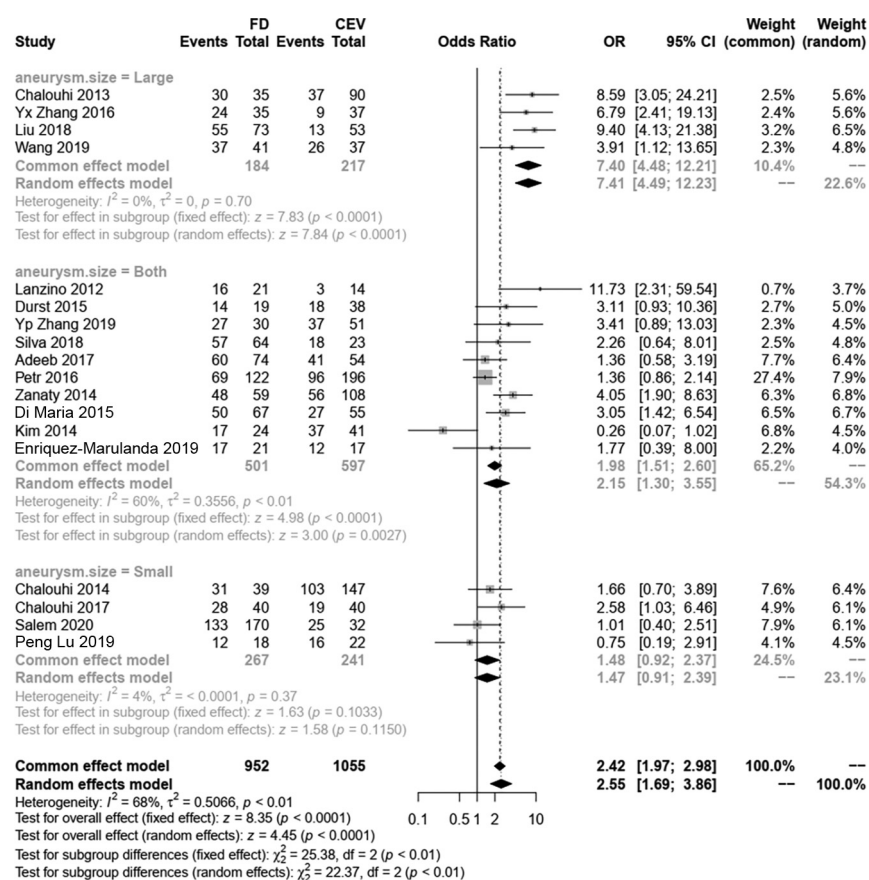 FD CEV Weight Weight
Study Events Total Events Total Odds Ratio OR 95% CI (common) (random)
aneurysm.size = Large
Chalouhi 2013 30 35 37 90 8.59 [3.05; 24.21] 2.5% 5.6%
Yx Zhang 2016 24 35 9 37 6.79 [2.41; 19.13] 2.4% 5.6%
Liu 2018 55 73 13 53 9.40 [4.13; 21.38] 3.2% 6.5%
Wang 2019 37 41 26 37 3.91 [1.12; 13.65] 2.3% 4.8%
Common effect model 184 217 7.40 [4.48; 12.21] 10.4% --
Random effects model 7.41 [4.49; 12.23] -- 22.6%
Heterogeneity: I² = 0%, τ² = 0, p = 0.70
Test for effect in subgroup (fixed effect): z = 7.83 (p < 0.0001)
Test for effect in subgroup (random effects): z = 7.84 (p < 0.0001)
aneurysm.size = Both
Lanzino 2012 16 21 3 14 11.73 [2.31; 59.54] 0.7% 3.7%
Durst 2015 14 19 18 38 3.11 [0.93; 10.36] 2.7% 5.0%
Yp Zhang 2019 27 30 37 51 3.41 [0.89; 13.03] 2.3% 4.5%
Silva 2018 57 64 18 23 2.26 [0.64; 8.01] 2.5% 4.8%
Adeeb 2017 60 74 41 54 1.36 [0.58; 3.19] 7.7% 6.4%
Petr 2016 69 122 96 196 1.36 [0.86; 2.14] 27.4% 7.9%
Zanaty 2014 48 59 56 108 4.05 [1.90; 8.63] 6.3% 6.8%
Di Maria 2015 50 67 27 55 3.05 [1.42; 6.54] 6.5% 6.7%
Kim 2014 17 24 37 41 0.26 [0.07; 1.02] 6.8% 4.5%
Enriquez-Marulanda 2019 17 21 12 17 1.77 [0.39; 8.00] 2.2% 4.0%
Common effect model 501 597 1.98 [1.51; 2.60] 65.2% --
Random effects model 2.15 [1.30; 3.55] -- 54.3%
Heterogeneity: I² = 60%, τ² = 0.3556, p < 0.01
Test for effect in subgroup (fixed effect): z = 4.98 (p < 0.0001)
Test for effect in subgroup (random effects): z = 3.00 (p = 0.0027)
aneurysm.size = Small
Chalouhi 2014 31 39 103 147 1.66 [0.70; 3.89] 7.6% 6.4%
Chalouhi 2017 28 40 19 40 2.58 [1.03; 6.46] 4.9% 6.1%
Salem 2020 133 170 25 32 1.01 [0.40; 2.51] 7.9% 6.1%
Peng Lu 2019 12 18 16 22 0.75 [0.19; 2.91] 4.1% 4.5%
Common effect model 267 241 1.48 [0.92; 2.37] 24.5% --
Random effects model 1.47 [0.91; 2.39] -- 23.1%
Heterogeneity: I² = 4%, τ² = < 0.0001, p = 0.37
Test for effect in subgroup (fixed effect): z = 1.63 (p = 0.1033)
Test for effect in subgroup (random effects): z = 1.58 (p = 0.1150)
Common effect model 952 1055 2.42 [1.97; 2.98] 100.0% --
Random effects model 2.55 [1.69; 3.86] -- 100.0%
Heterogeneity: I² = 68%, τ² = 0.5066, p < 0.01
Test for overall effect (fixed effect): z = 8.35 (p < 0.0001)
0.1 0.5 1 2 10
Test for overall effect (random effects): z = 4.45 (p < 0.0001)
Test for subgroup differences (fixed effect): χ²₂ = 25.38, df = 2 (p < 0.01)
Test for subgroup differences (random effects): χ²₂ = 22.37, df = 2 (p < 0.01)